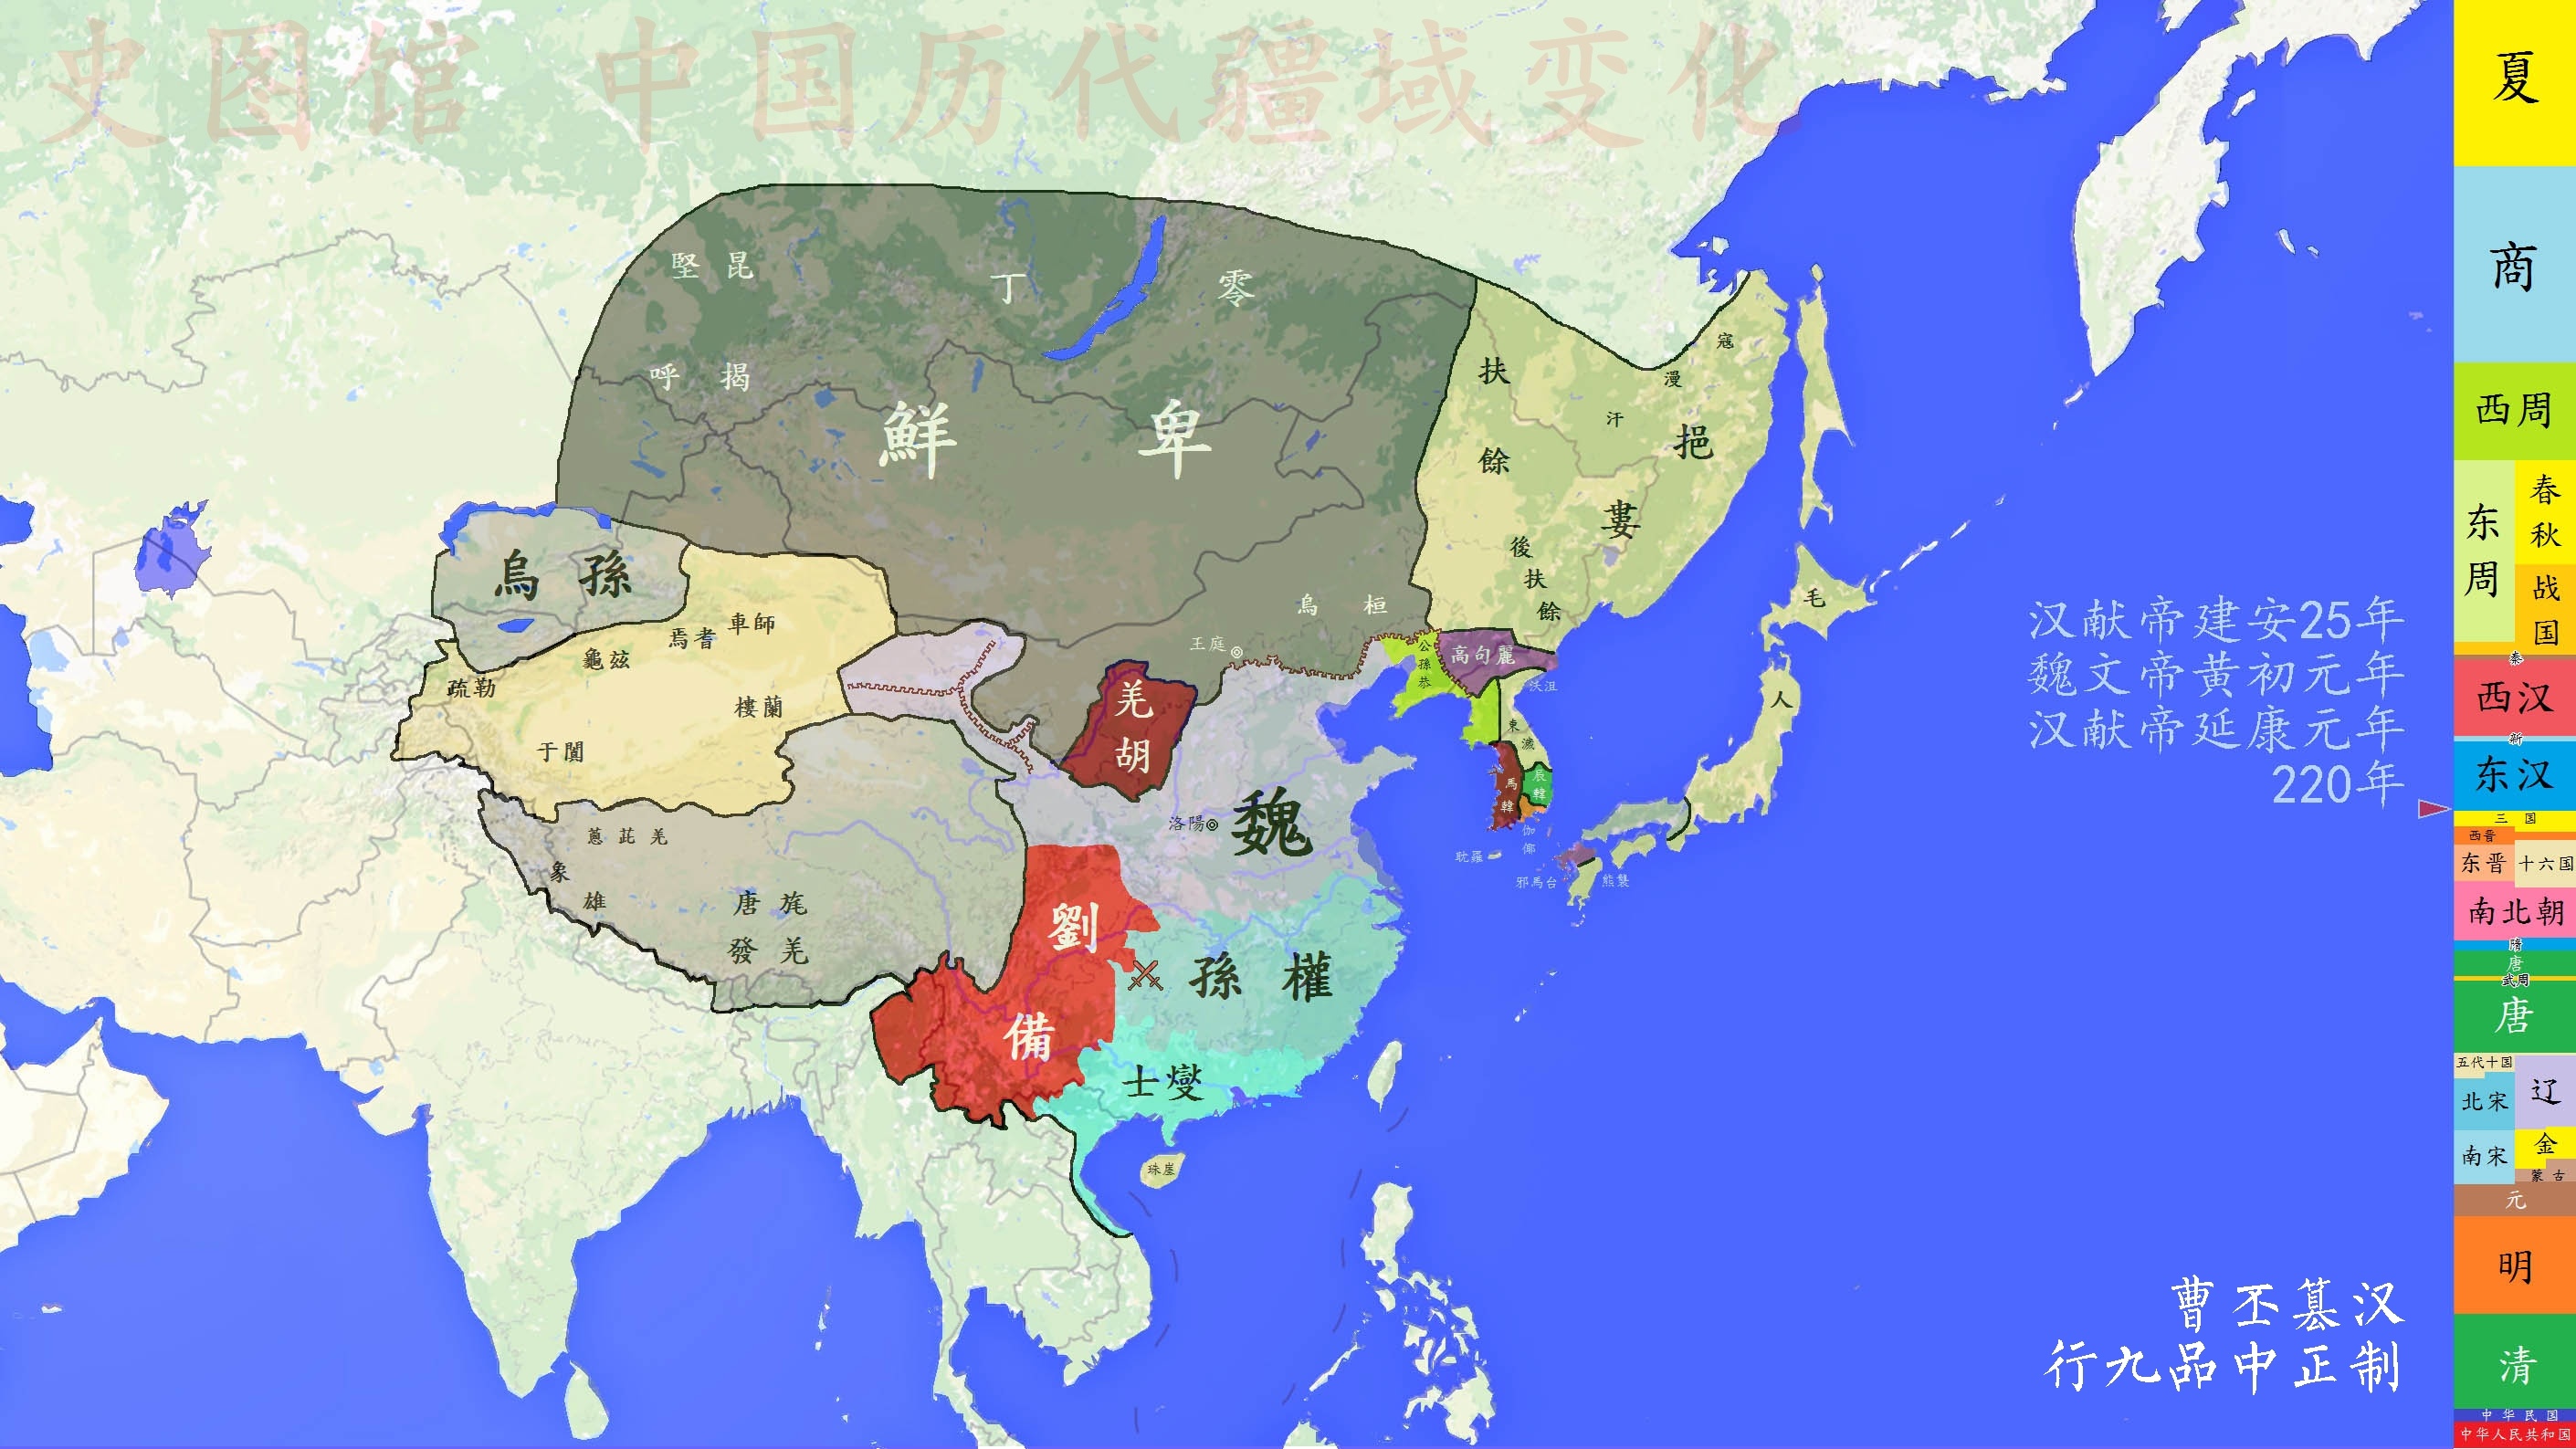 史图馆 中国历代疆域变化
堅昆
丁零
呼揭
鮮卑
扶餘
寇漫汗
挹婁
後扶餘
烏孫
烏桓
王庭
車師
焉耆
龜玆
疏勒
樓蘭
于闐
羌胡
公孫恭
高句麗
沃沮
東濊
馬韓
辰韓
伽倻
耽羅
邪馬台
熊襲
毛人
魏
洛陽
蔥茈羌
象雄
唐旄
發羌
劉備
孫權
士燮
珠崖
汉献帝建安25年
魏文帝黄初元年
汉献帝延康元年
220年
曹丕篡汉
行九品中正制
夏
商
西周
东周
春秋
战国
秦
西汉
新
东汉
三国
西晋
东晋
十六国
南北朝
隋
唐
武周
唐
五代十国
辽
北宋
金
南宋
蒙古
元
明
清
中华民国
中华人民共和国